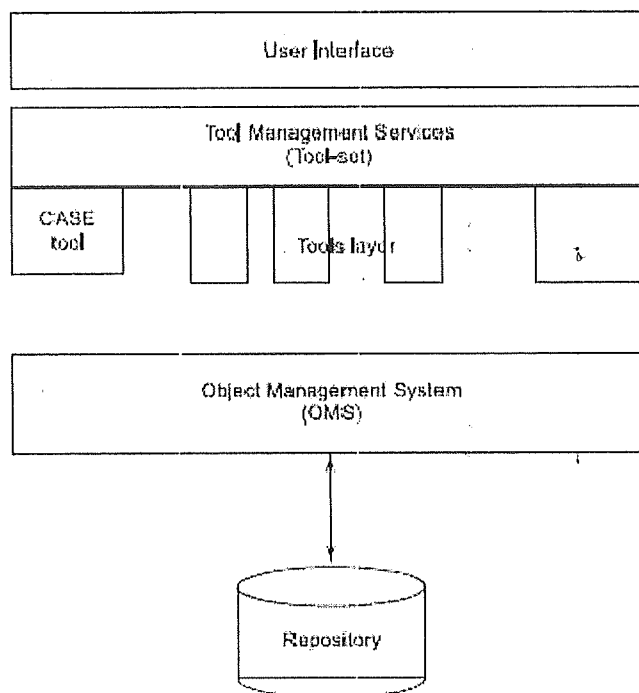 User Interface
Tool Management Services
(Tool-set)
CASE
tool
Tools layer
Object Management System
(OMS)
Repository